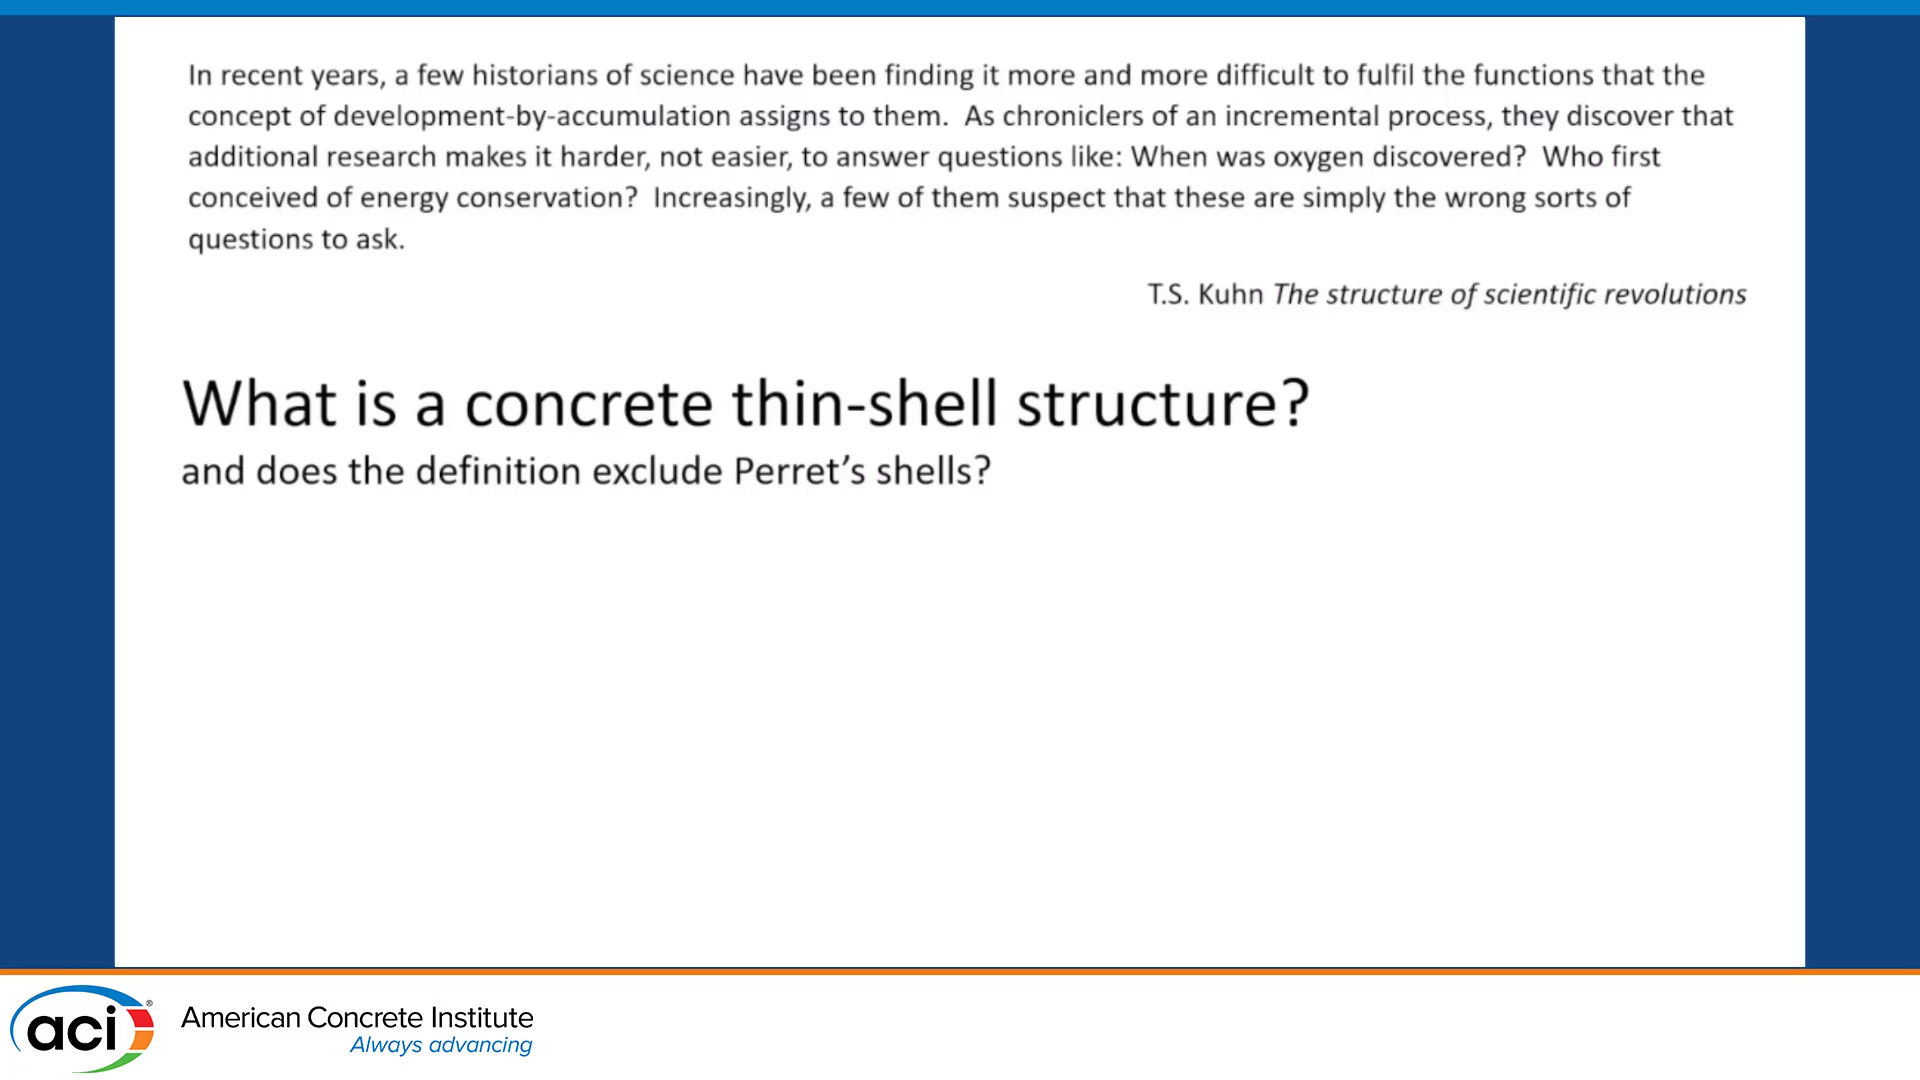 In recent years, a few historians of science have been finding it more and more difficult to fulfil the functions that the
concept of development-by-accumulation assigns to them.  As chroniclers of an incremental process, they discover that
additional research makes it harder, not easier, to answer questions like: When was oxygen discovered?  Who first
conceived of energy conservation?  Increasingly, a few of them suspect that these are simply the wrong sorts of
questions to ask.
T.S. Kuhn The structure of scientific revolutions
What is a concrete thin-shell structure?
and does the definition exclude Perret’s shells?
aci®
American Concrete Institute
Always advancing